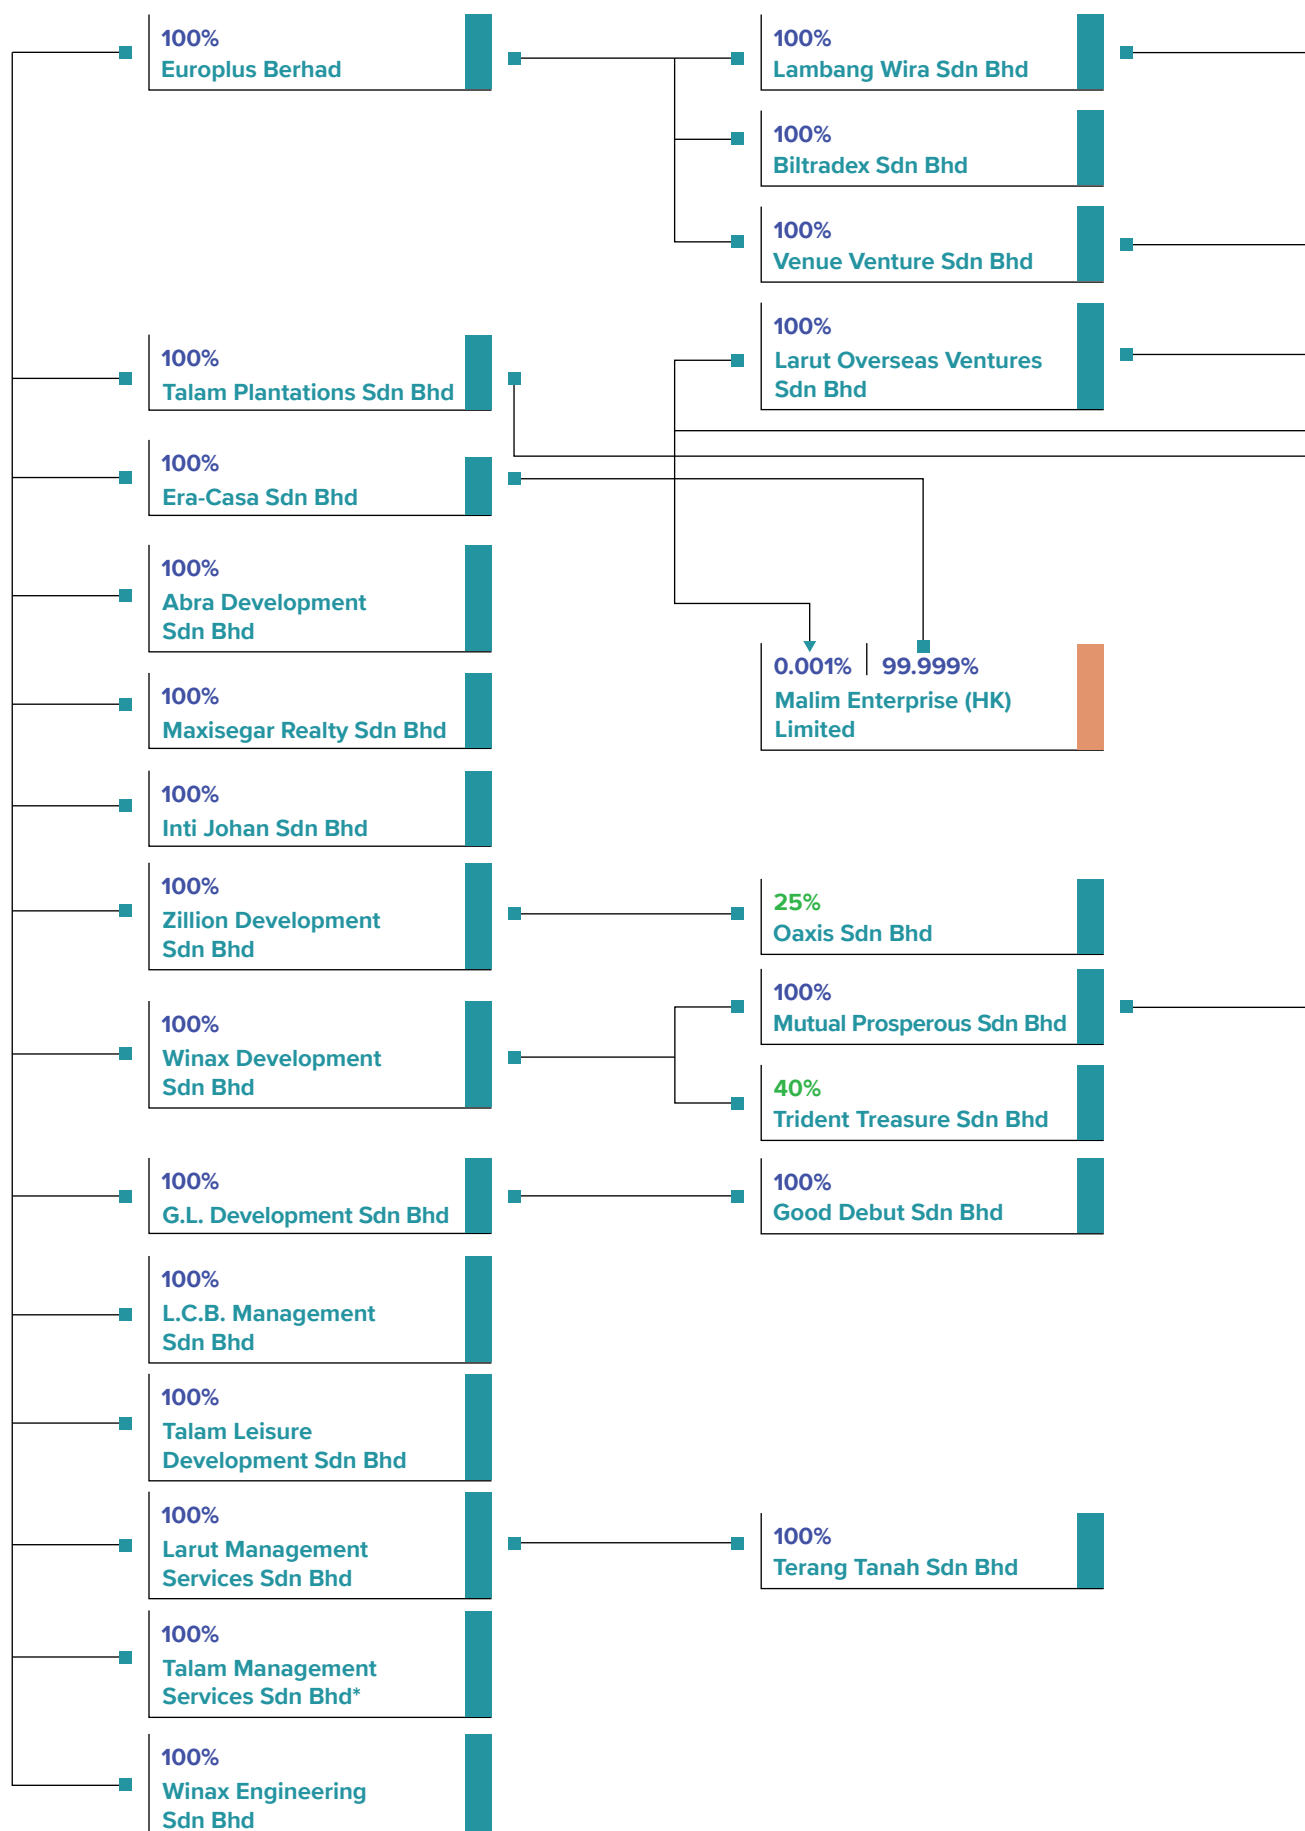 100%
Europlus Berhad
100%
Talam Plantations Sdn Bhd
100%
Era-Casa Sdn Bhd
100%
Abra Development
Sdn Bhd
100%
Maxisegar Realty Sdn Bhd
100%
Inti Johan Sdn Bhd
100%
Zillion Development
Sdn Bhd
100%
Winax Development
Sdn Bhd
100%
G.L. Development Sdn Bhd
100%
L.C.B. Management
Sdn Bhd
100%
Talam Leisure
Development Sdn Bhd
100%
Larut Management
Services Sdn Bhd
100%
Talam Management
Services Sdn Bhd*
100%
Winax Engineering
Sdn Bhd
100%
Lambang Wira Sdn Bhd
100%
Biltradex Sdn Bhd
100%
Venue Venture Sdn Bhd
100%
Larut Overseas Ventures
Sdn Bhd
0.001% 99.999%
Malim Enterprise (HK)
Limited
25%
Oaxis Sdn Bhd
100%
Mutual Prosperous Sdn Bhd
40%
Trident Treasure Sdn Bhd
100%
Good Debut Sdn Bhd
100%
Terang Tanah Sdn Bhd